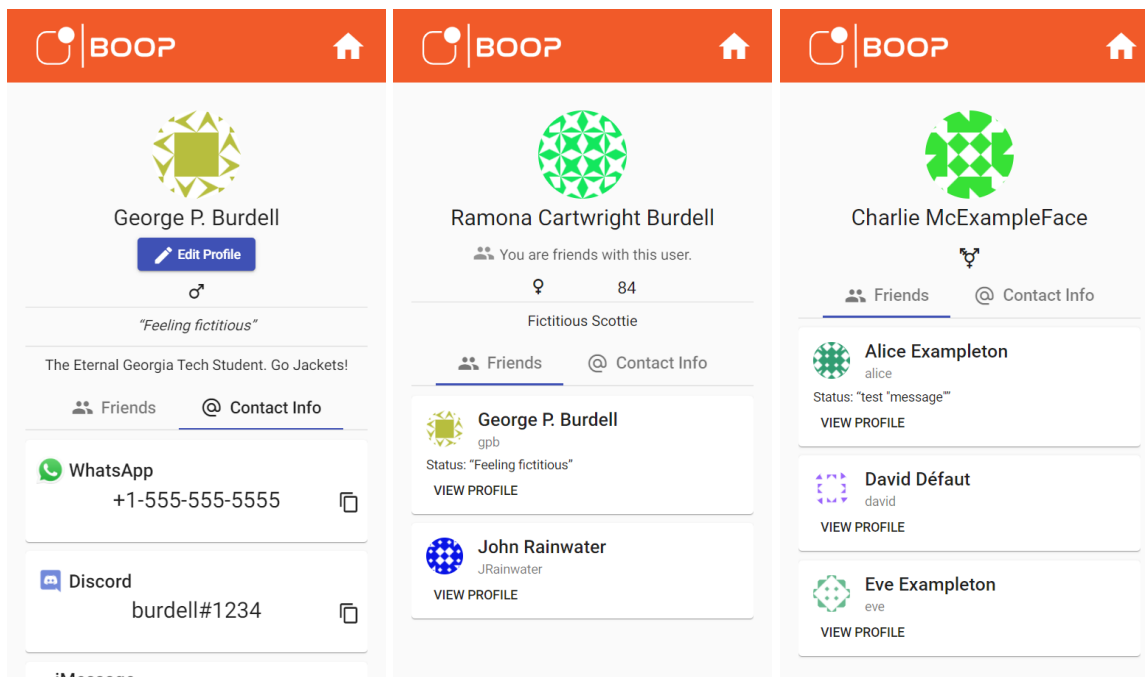 BOOP
George P. Burdell
Edit Profile
“Feeling fictitious”
The Eternal Georgia Tech Student. Go Jackets!
Friends
@ Contact Info
WhatsApp
+1-555-555-5555
Discord
burdell#1234
iMessage
BOOP
Ramona Cartwright Burdell
You are friends with this user.
♀ 84
Fictitious Scottie
Friends
@ Contact Info
George P. Burdell
gpb
Status: “Feeling fictitious”
VIEW PROFILE
John Rainwater
JRainwater
VIEW PROFILE
BOOP
Charlie McExampleFace
Friends
@ Contact Info
Alice Exampleton
alice
Status: “test "message"”
VIEW PROFILE
David Défaut
david
VIEW PROFILE
Eve Exampleton
eve
VIEW PROFILE